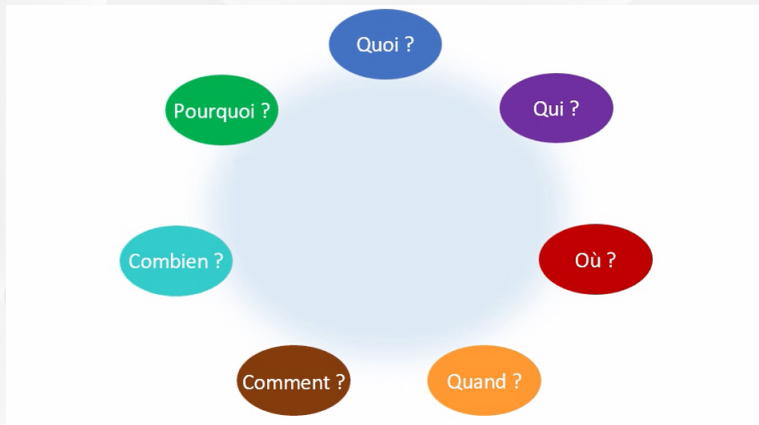 Quoi ?
Qui ?
Où ?
Quand ?
Comment ?
Combien ?
Pourquoi ?